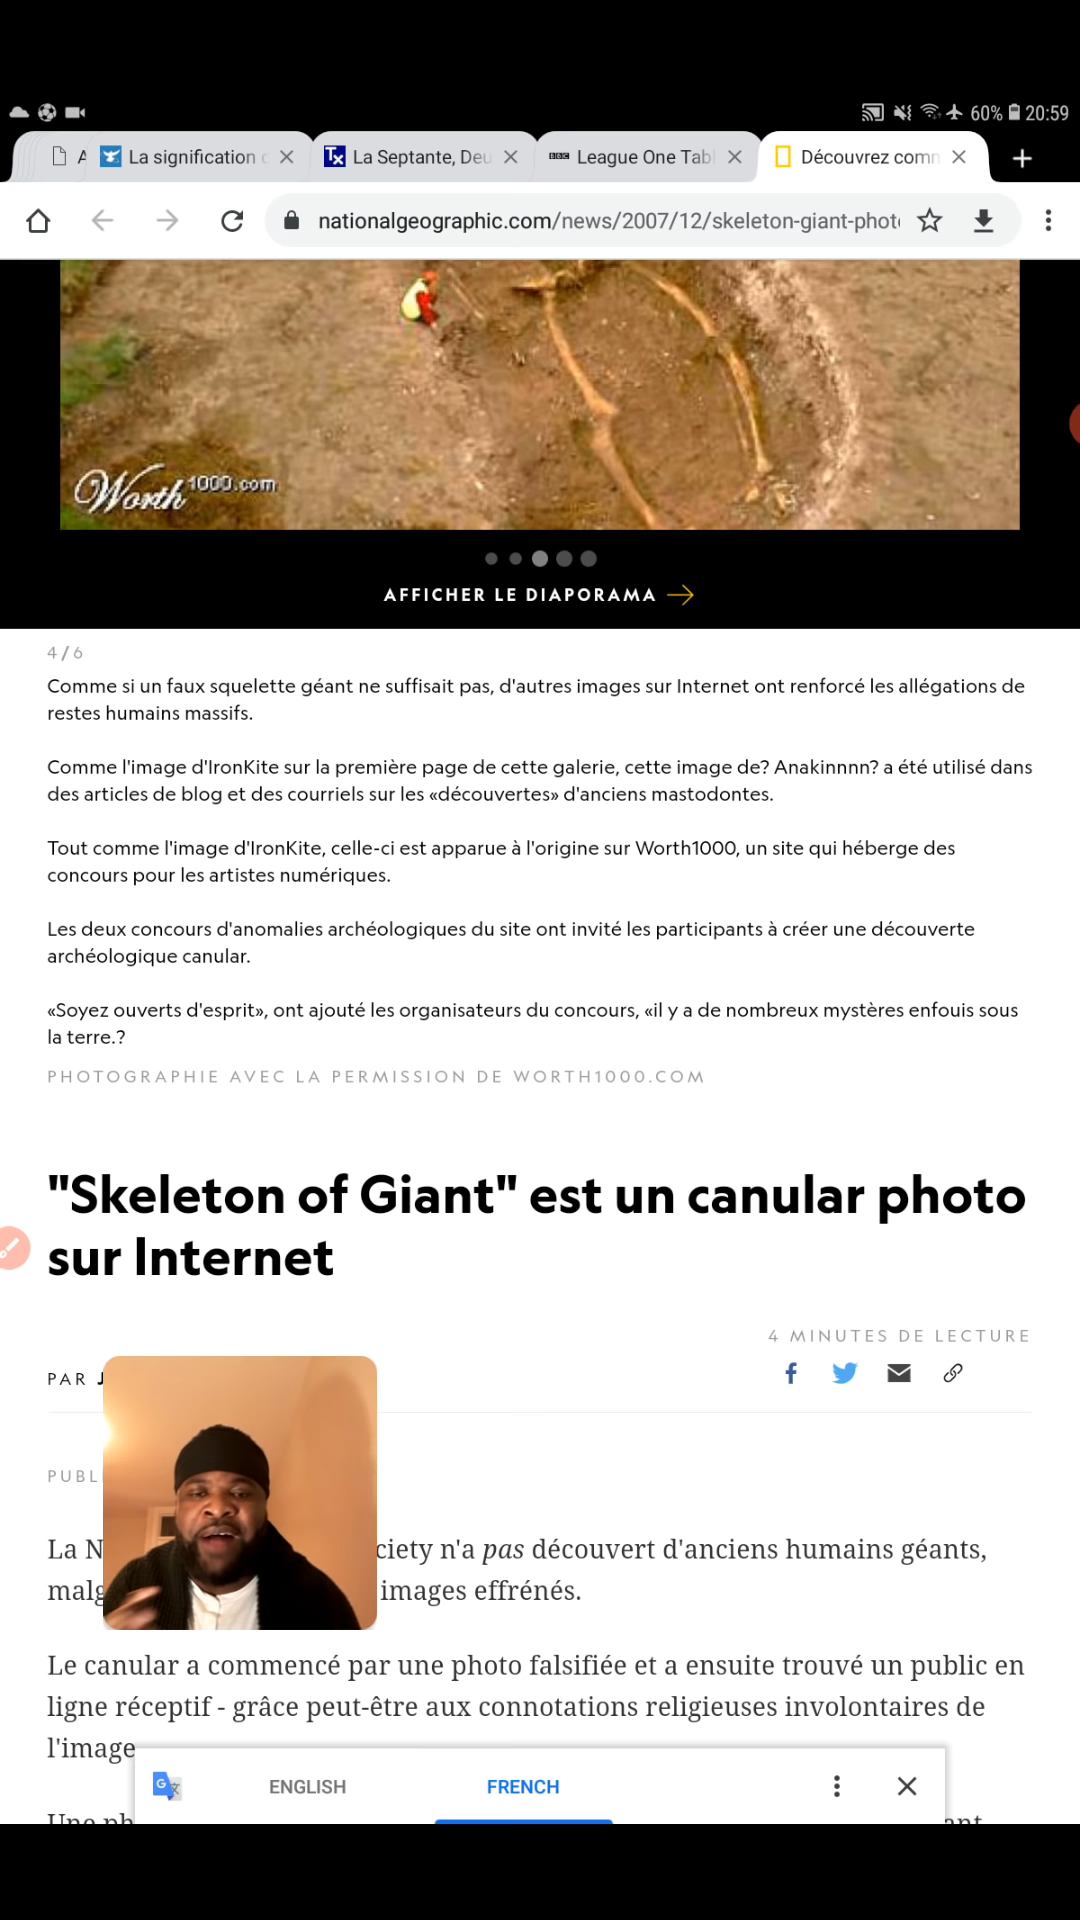 60% 20:59
A La signification La Septante, Deu League One Tabl Découvrez comn
nationalgeographic.com/news/2007/12/skeleton-giant-phot
Worth1000.com
AFFICHER LE DIAPORAMA
4/6
Comme si un faux squelette géant ne suffisait pas, d'autres images sur Internet ont renforcé les allégations de
restes humains massifs.
Comme l'image d'IronKite sur la première page de cette galerie, cette image de? Anakinnnn? a été utilisé dans
des articles de blog et des courriels sur les «découvertes» d'anciens mastodontes.
Tout comme l'image d'IronKite, celle-ci est apparue à l'origine sur Worth1000, un site qui héberge des
concours pour les artistes numériques.
Les deux concours d'anomalies archéologiques du site ont invité les participants à créer une découverte
archéologique canular.
«Soyez ouverts d'esprit», ont ajouté les organisateurs du concours, «il y a de nombreux mystères enfouis sous
la terre.?
PHOTOGRAPHIE AVEC LA PERMISSION DE WORTH1000.COM
"Skeleton of Giant" est un canular photo
sur Internet
4 MINUTES DE LECTURE
PAR J
PUBL
La N ciety n'a pas découvert d'anciens humains géants,
malg images effrénés.
Le canular a commencé par une photo falsifiée et a ensuite trouvé un public en
ligne réceptif - grâce peut-être aux connotations religieuses involontaires de
l'image
ENGLISH FRENCH
Une ph